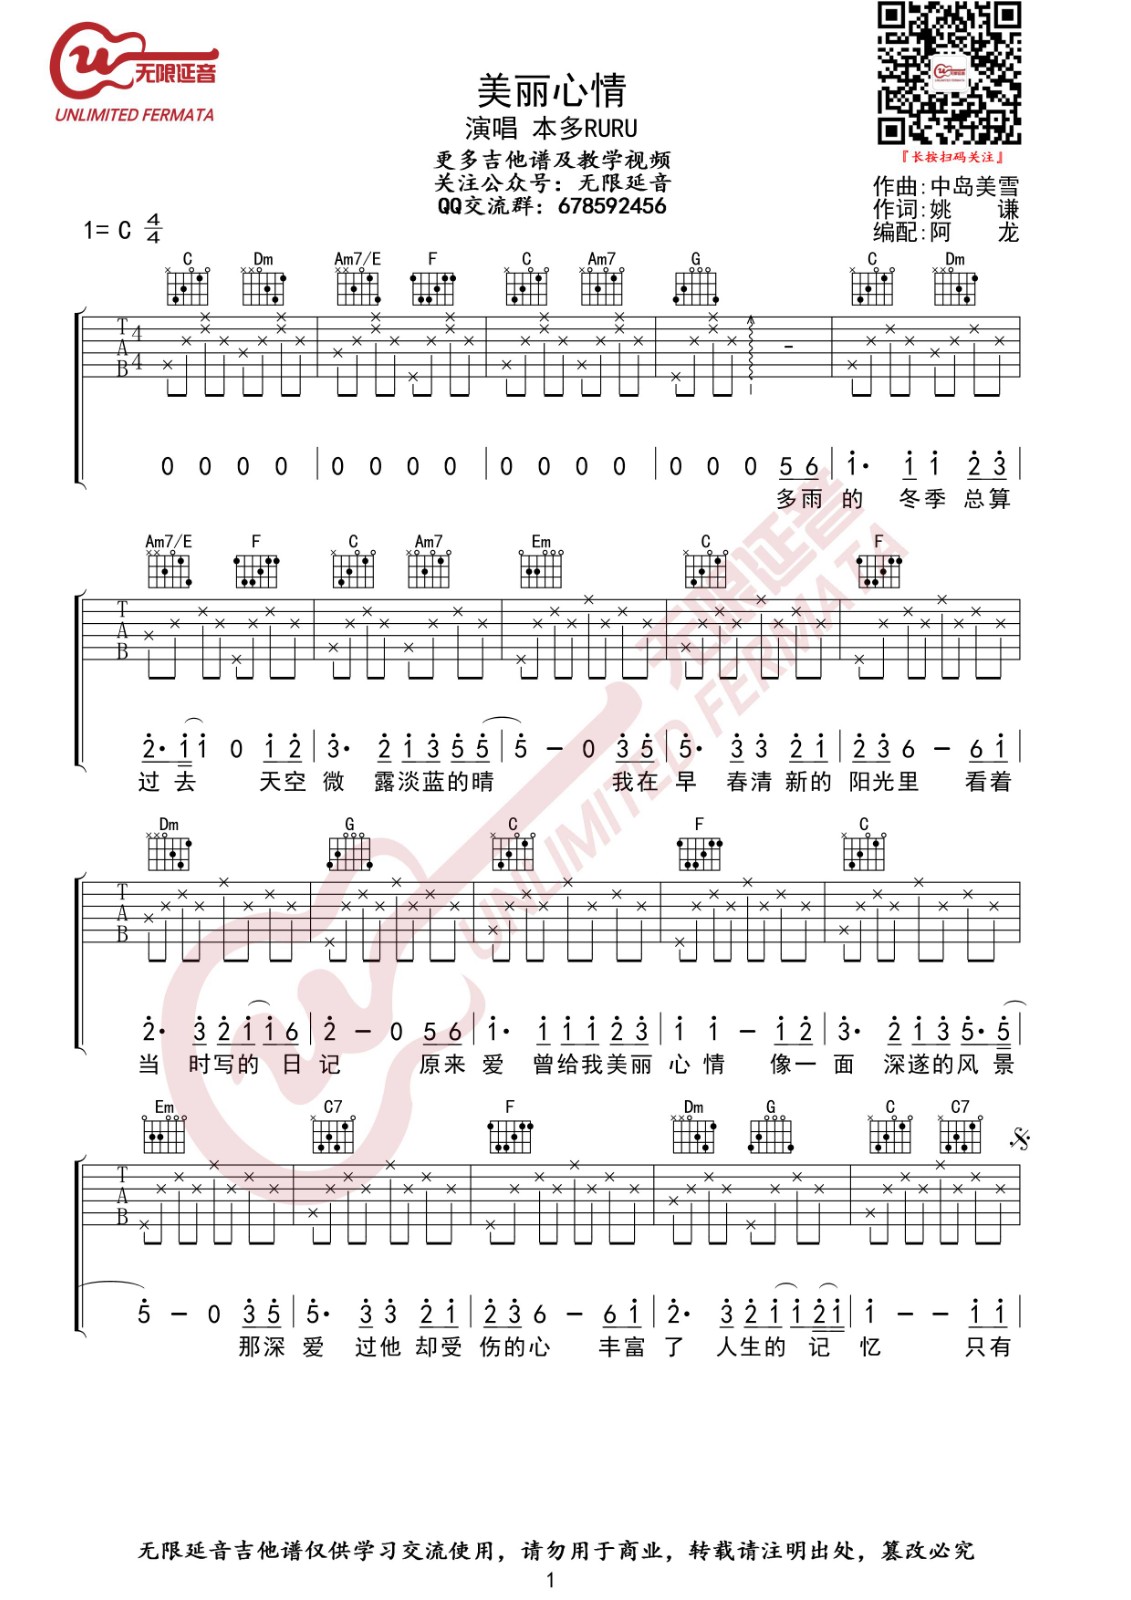 无限延音
UNLIMITED FERMATA
美丽心情
演唱 本多RURU
更多吉他谱及教学视频
关注公众号：无限延音
QQ交流群：678592456
『长按扫码关注』
作曲:中岛美雪
作词:姚 谦
编配:阿 龙
1= C 4/4
C Dm Am7/E F C Am7 G C Dm
T A B 4 4
0 0 0 0 | 0 0 0 0 | 0 0 0 0 | 0 0 0 5 6 | 1̇· 1̇ 1̇ 2̇ 3̇ |
多雨 的 冬季 总算
Am7/E F C Am7 Em C F
T A B
2̇· 1̇ 1̇ 0 1̇ 2̇ | 3̇· 2̇ 1̇ 3̇ 5̇ 5̇ | 5̇ - 0 3̇ 5̇ | 5̇· 3̇ 3̇ 2̇ 1̇ | 2̇ 3̇ 6 - 6 1̇ |
过 去 天空 微 露淡蓝的晴 我在 早 春清 新的 阳光里 看着
Dm G C F C
T A B
2̇· 3̇ 2̇ 1̇ 1̇ 6 | 2̇ - 0 5 6 | 1̇· 1̇ 1̇ 1̇ 2̇ 3̇ | 1̇ 1̇ - 1̇ 2̇ | 3̇· 2̇ 1̇ 3̇ 5̇· 5̇
当 时写的 日 记 原来 爱 曾给我美丽 心情 像一 面 深遂的风 景
Em C7 F Dm G C C7
T A B
5̇ - 0 3̇ 5̇ | 5̇· 3̇ 3̇ 2̇ 1̇ | 2̇ 3̇ 6 - 6 1̇ | 2̇· 3̇ 2̇ 1̇ 1̇ 2̇ 1̇ | 1̇ - - 1̇ 1̇ |
那深 爱 过他 却受 伤的心 丰富 了 人生的 记 忆 只有
无限延音吉他谱仅供学习交流使用，请勿用于商业，转载请注明出处，篡改必究
1
无限延音
UNLIMITED FERMATA